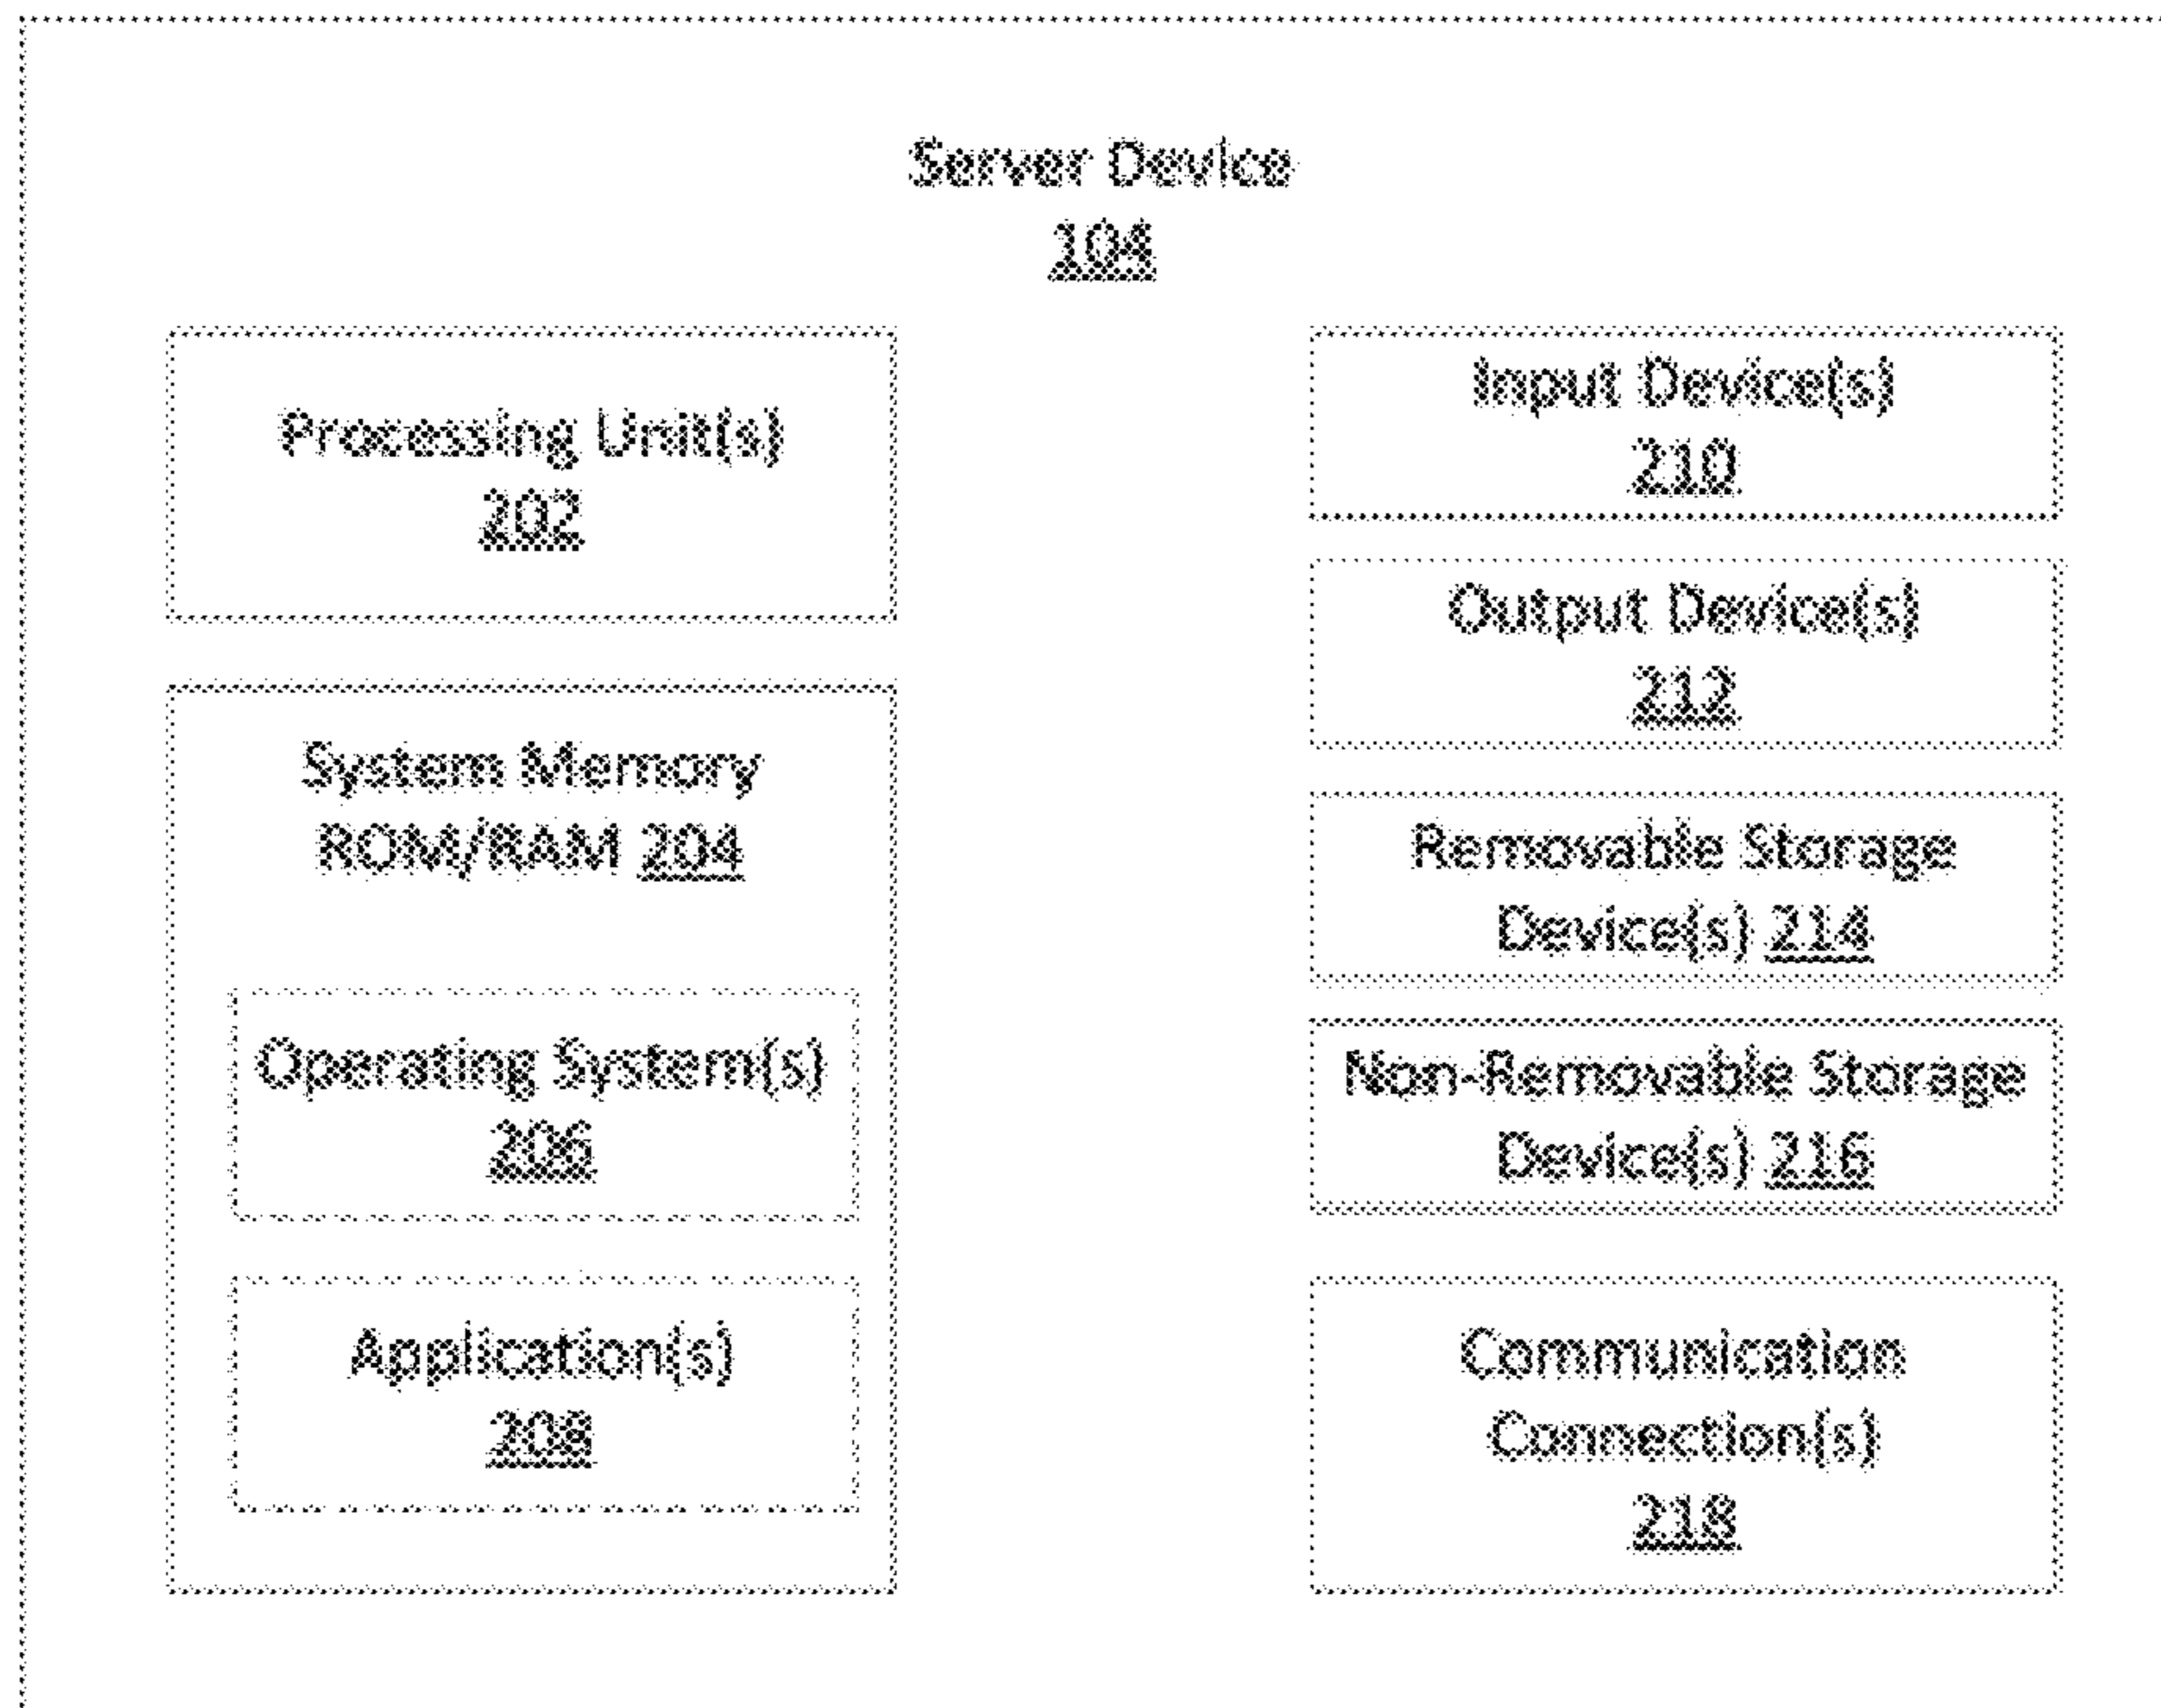 Server Device
104
Processing Unit(s)
202
System Memory
ROM/RAM 204
Operating System(s)
206
Application(s)
208
Input Device(s)
210
Output Device(s)
212
Removable Storage
Device(s) 214
Non-Removable Storage
Device(s) 216
Communication
Connection(s)
218